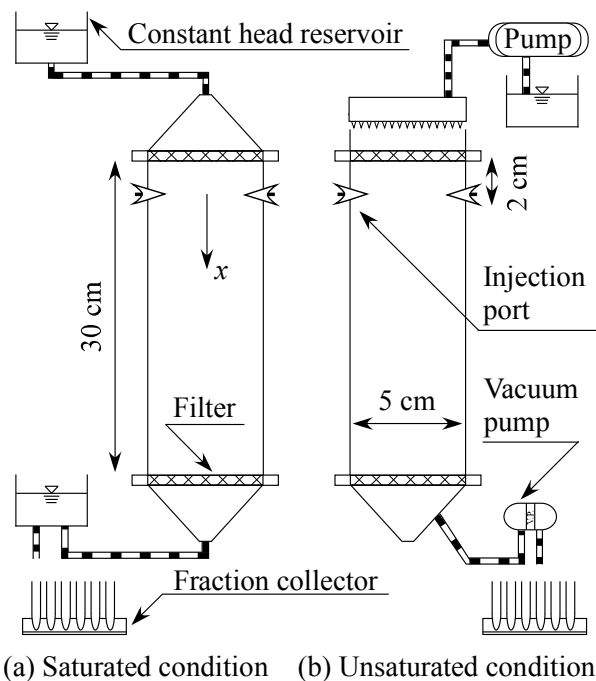 Constant head reservoir
Pump
2 cm
x
30 cm
Injection
port
5 cm
Filter
Vacuum
pump
V.P.
Fraction collector
(a) Saturated condition
(b) Unsaturated condition